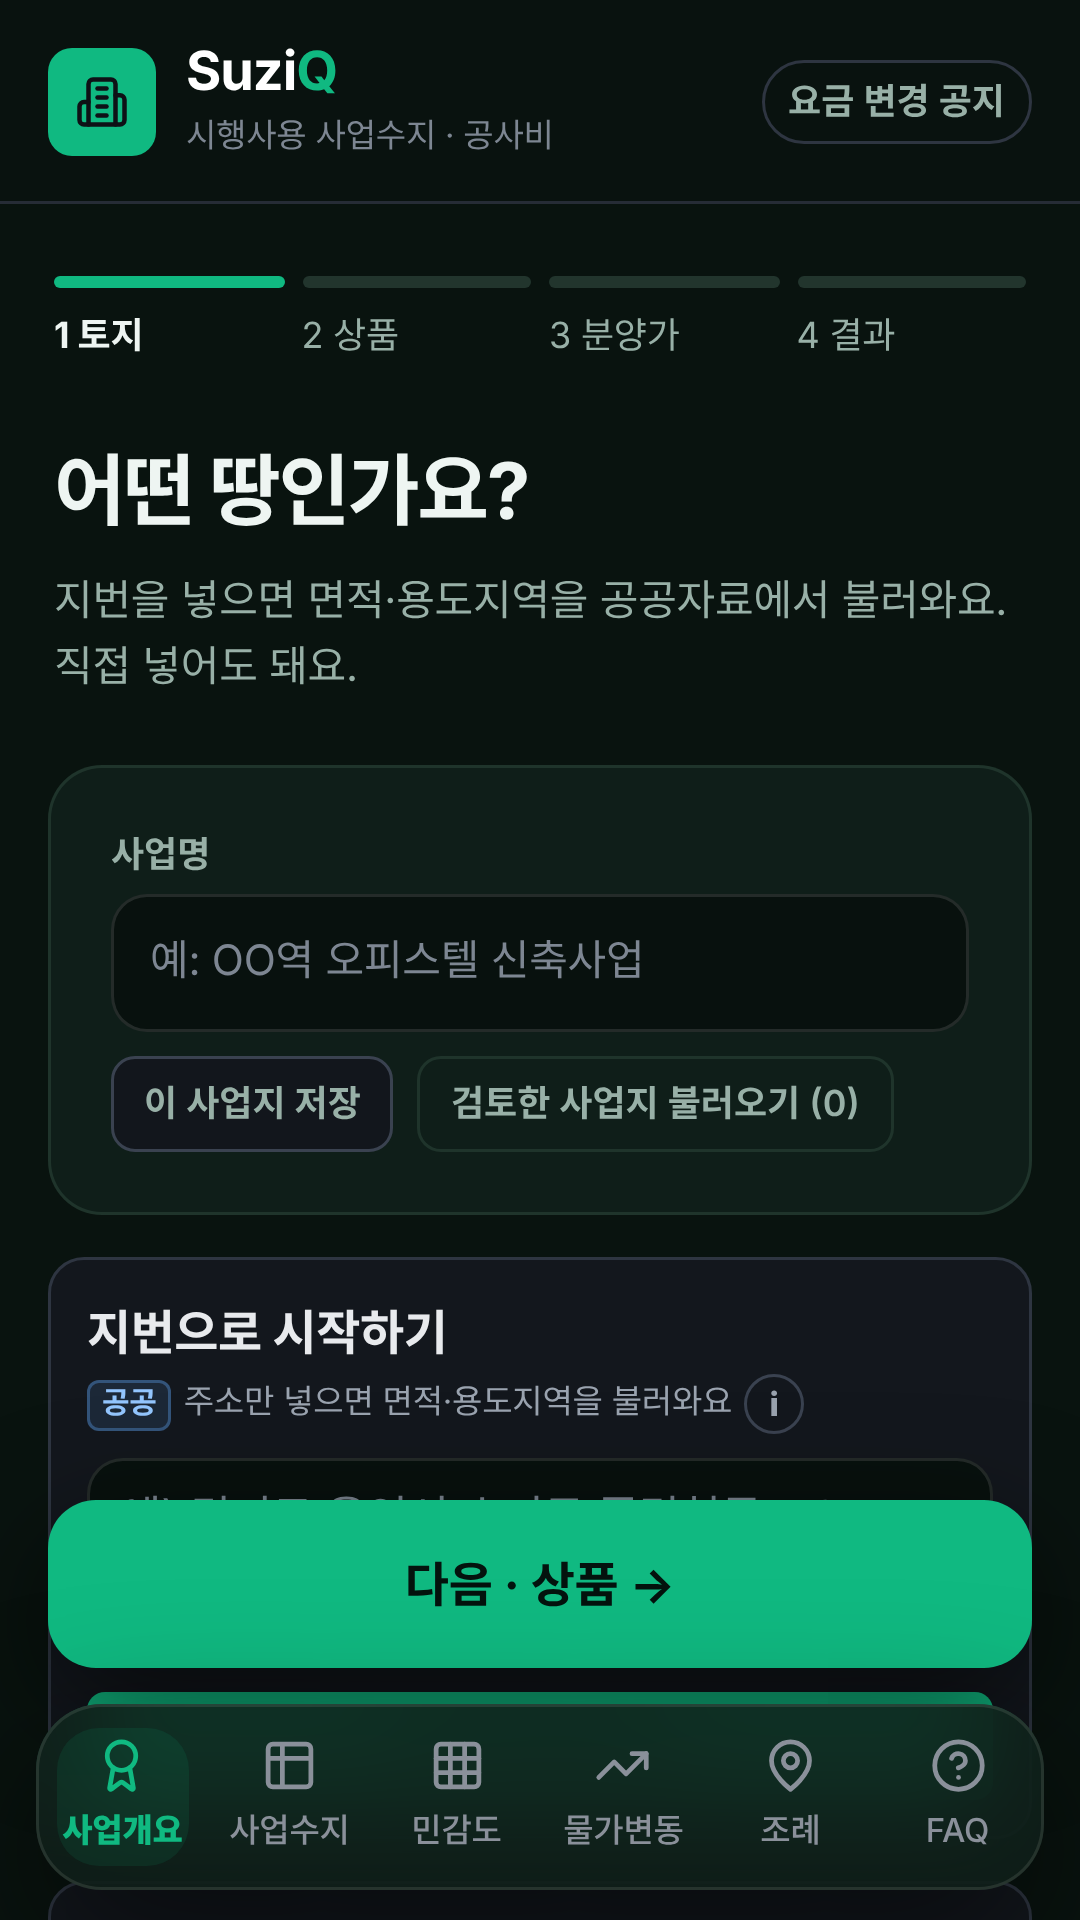 SuziQ
시행사용 사업수지 · 공사비
요금 변경 공지
1 토지
2 상품
3 분양가
4 결과
어떤 땅인가요?
지번을 넣으면 면적·용도지역을 공공자료에서 불러와요.
직접 넣어도 돼요.
사업명
예: OO역 오피스텔 신축사업
이 사업지 저장
검토한 사업지 불러오기 (0)
지번으로 시작하기
공공 주소만 넣으면 면적·용도지역을 불러와요 i
다음 · 상품 →
사업개요
사업수지
민감도
물가변동
조례
FAQ